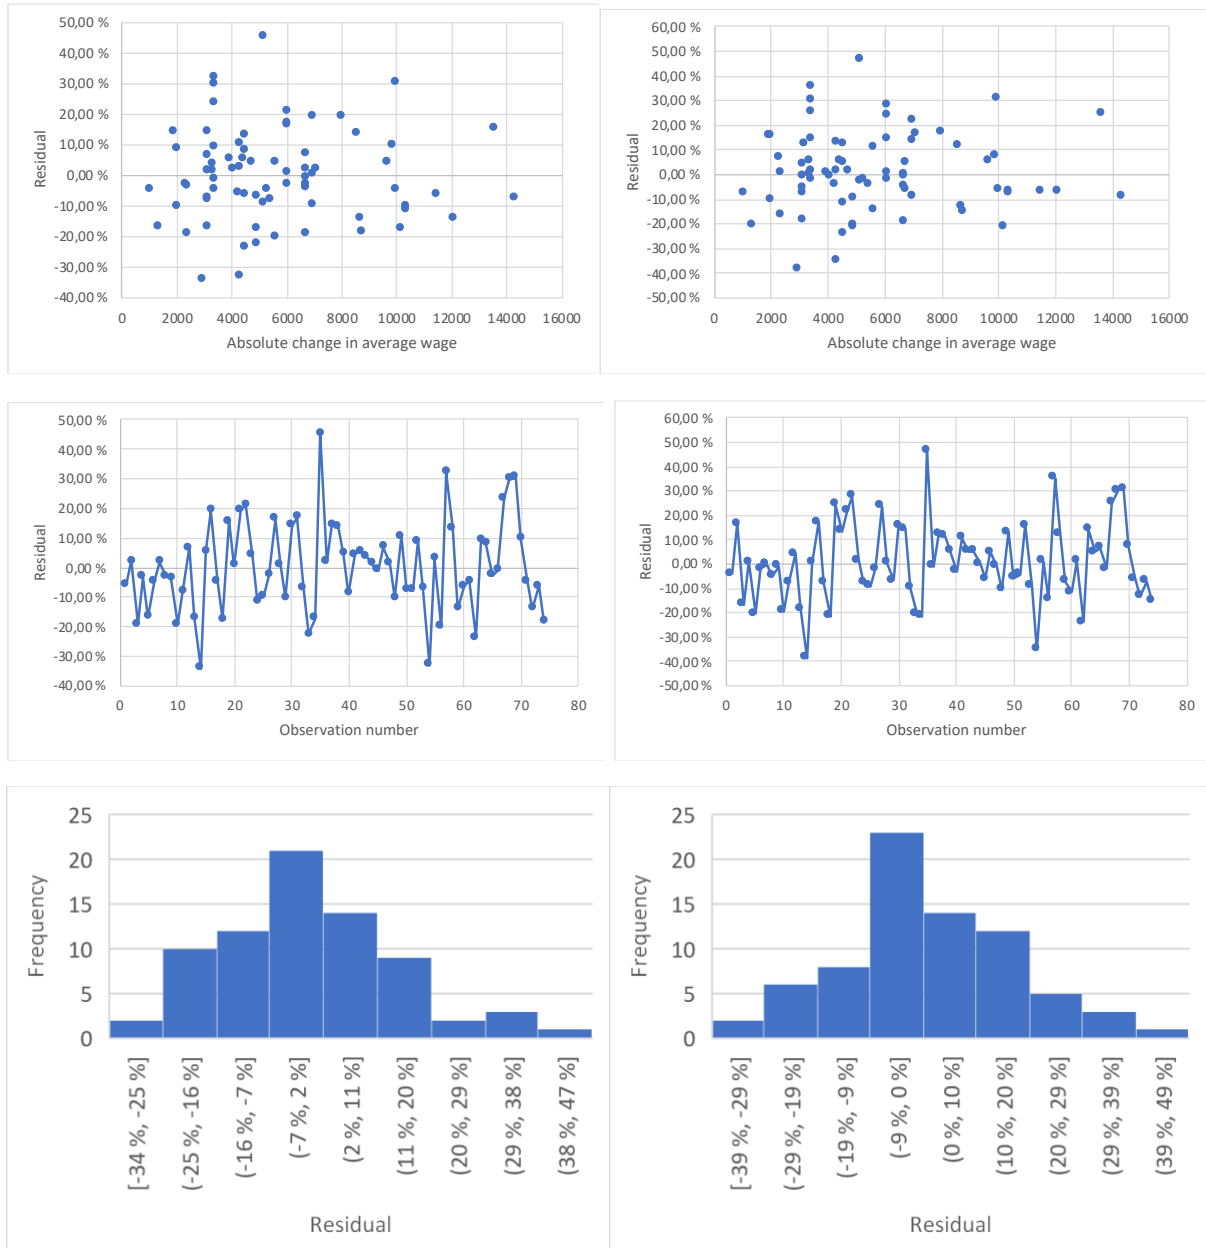 50,00 %
40,00 %
30,00 %
20,00 %
10,00 %
0,00 %
-10,00 %
-20,00 %
-30,00 %
-40,00 %
Residual
0 2000 4000 6000 8000 10000 12000 14000 16000
Absolute change in average wage
60,00 %
50,00 %
40,00 %
30,00 %
20,00 %
10,00 %
0,00 %
-10,00 %
-20,00 %
-30,00 %
-40,00 %
-50,00 %
Residual
0 2000 4000 6000 8000 10000 12000 14000 16000
Absolute change in average wage
50,00 %
40,00 %
30,00 %
20,00 %
10,00 %
0,00 %
-10,00 %
-20,00 %
-30,00 %
-40,00 %
Residual
0 10 20 30 40 50 60 70 80
Observation number
60,00 %
50,00 %
40,00 %
30,00 %
20,00 %
10,00 %
0,00 %
-10,00 %
-20,00 %
-30,00 %
-40,00 %
-50,00 %
Residual
0 10 20 30 40 50 60 70 80
Observation number
25
20
15
10
5
0
Frequency
[-34 %, -25 %]
(-25 %, -16 %]
(-16 %, -7 %]
(-7 %, 2 %]
(2 %, 11 %]
(11 %, 20 %]
(20 %, 29 %]
(29 %, 38 %]
(38 %, 47 %]
Residual
25
20
15
10
5
0
Frequency
[-39 %, -29 %]
(-29 %, -19 %]
(-19 %, -9 %]
(-9 %, 0 %]
(0 %, 10 %]
(10 %, 20 %]
(20 %, 29 %]
(29 %, 39 %]
(39 %, 49 %]
Residual